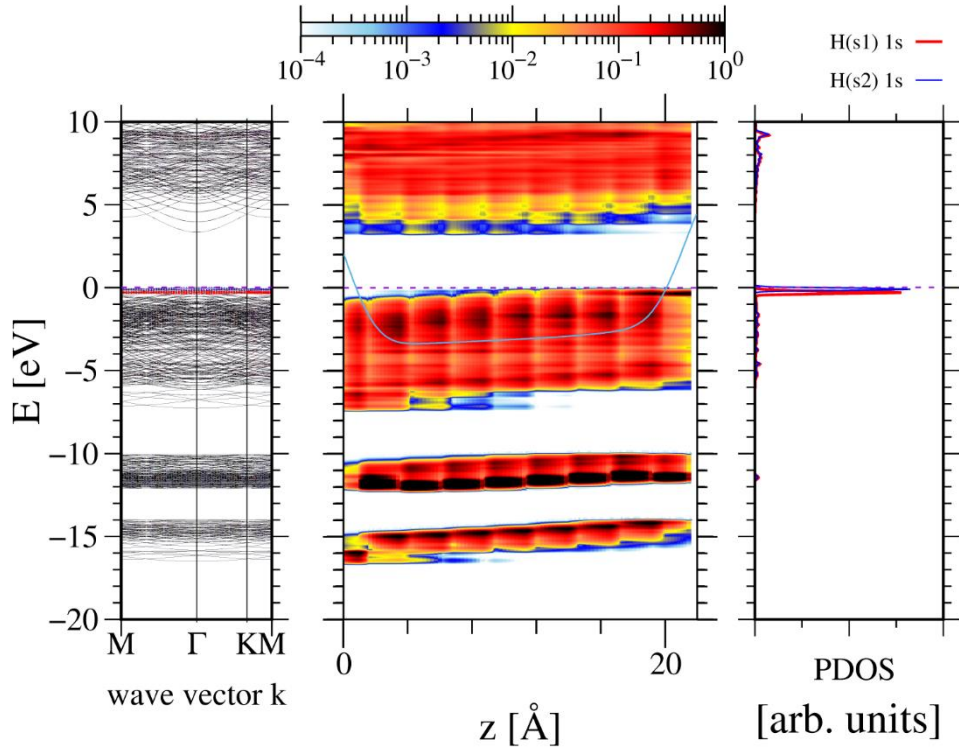 10⁻⁴ 10⁻³ 10⁻² 10⁻¹ 10⁰
H(s1) 1s
H(s2) 1s
10
5
0
−5
−10
−15
−20
E [eV]
M Γ K M
wave vector k
0 20
z [Å]
PDOS
[arb. units]